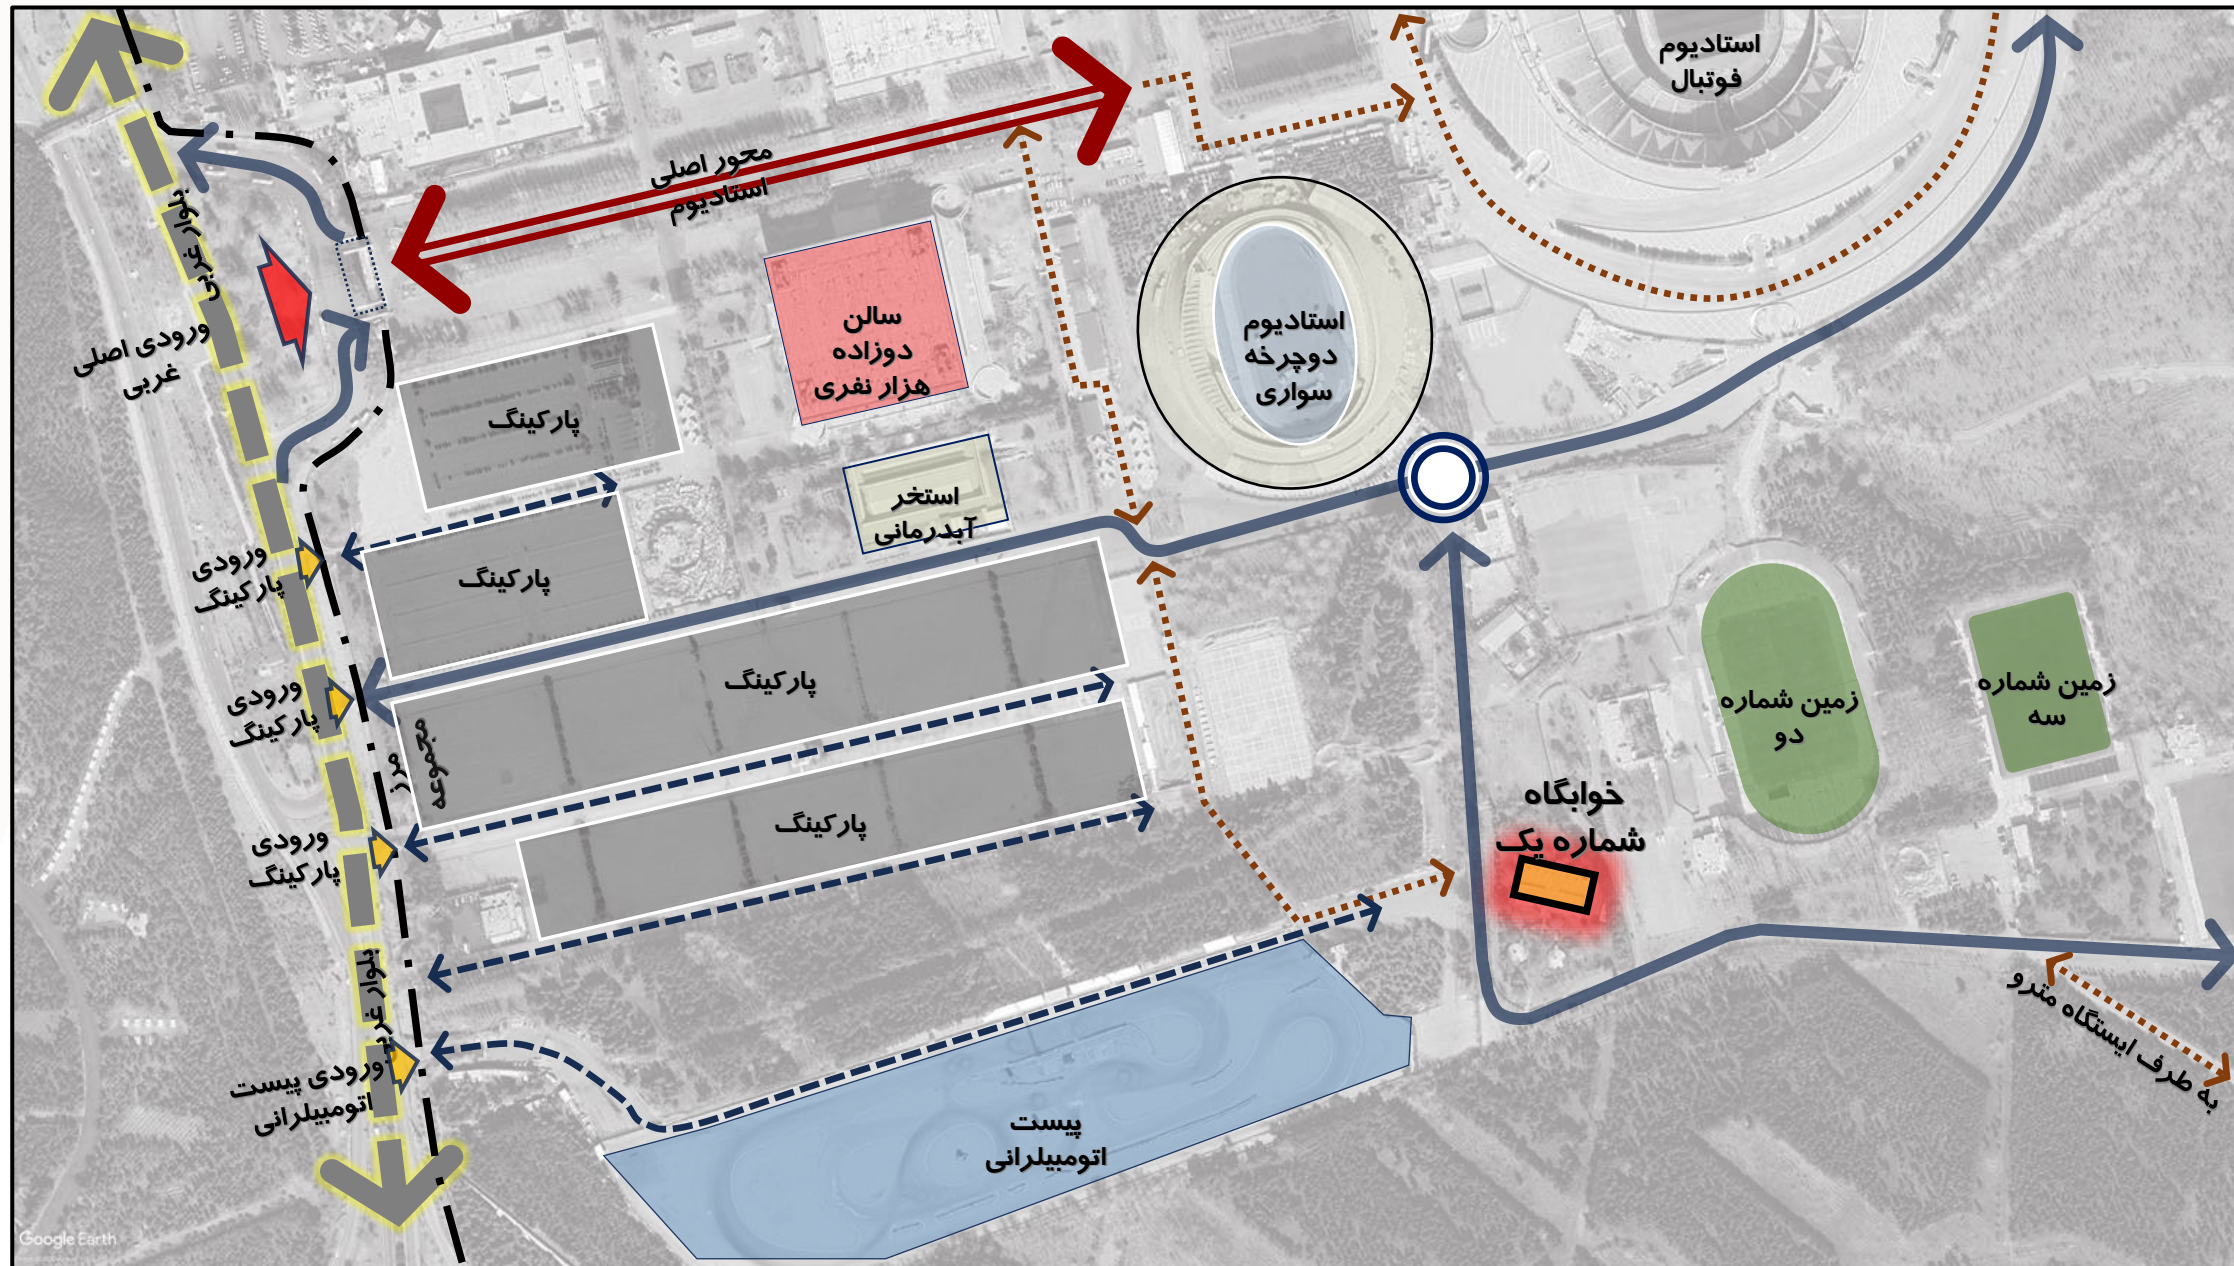 استادیوم
فوتبال
محور اصلی
استادیوم
بلوار غربی
ورودی اصلی
غربی
سالن
دوزاده
هزار نفری
استادیوم
دوچرخه
سواری
پارکینگ
استخر
آبدرمانی
ورودی
پارکینگ
پارکینگ
ورودی
پارکینگ
پارکینگ
مرز
مجموعه
زمین شماره
دو
زمین شماره
سه
خوابگاه
شماره یک
ورودی
پارکینگ
پارکینگ
بلوار غربی
ورودی پیست
اتومبیلرانی
پیست
اتومبیلرانی
به طرف ایستگاه مترو
Google Earth